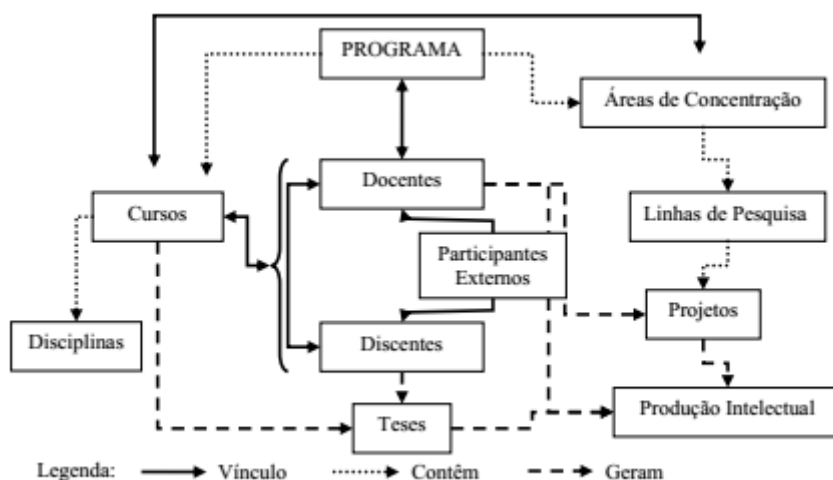 PROGRAMA
Áreas de Concentração
Docentes
Cursos
Linhas de Pesquisa
Participantes
Externos
Projetos
Disciplinas
Discentes
Teses
Produção Intelectual
Legenda: Vínculo Contêm Geram